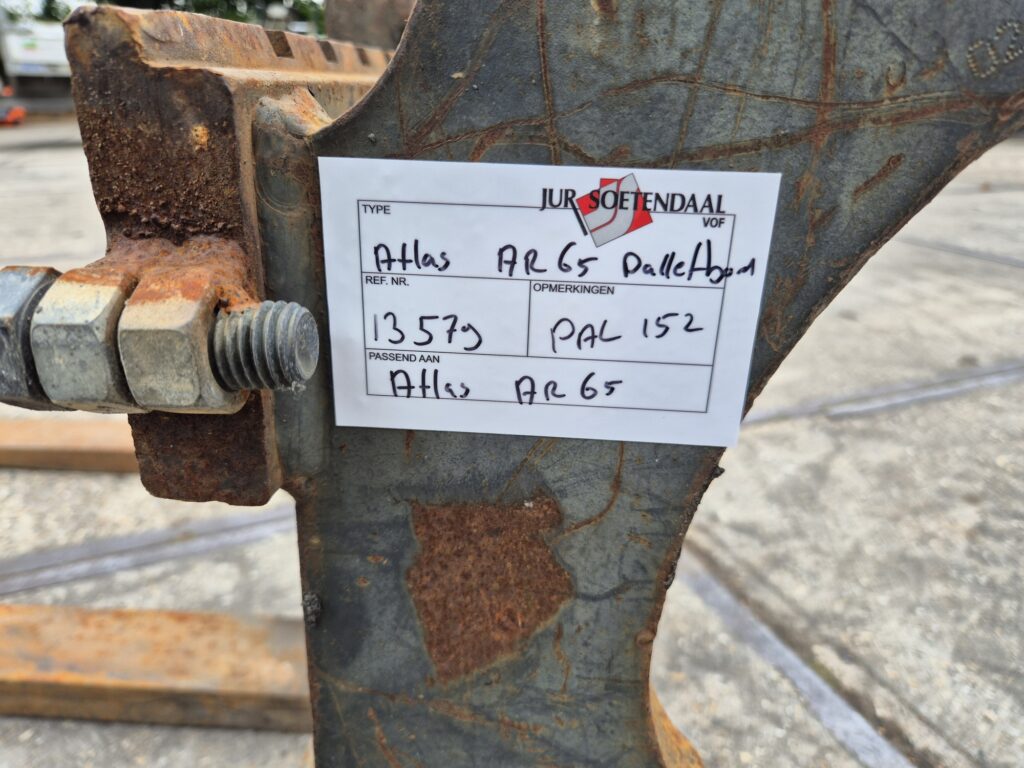 JUR SOETENDAAL
VOF
TYPE
Atlas AR 65 Palletbord
REF. NR.
13579
OPMERKINGEN
PAL 152
PASSEND AAN
Atlas AR 65
02